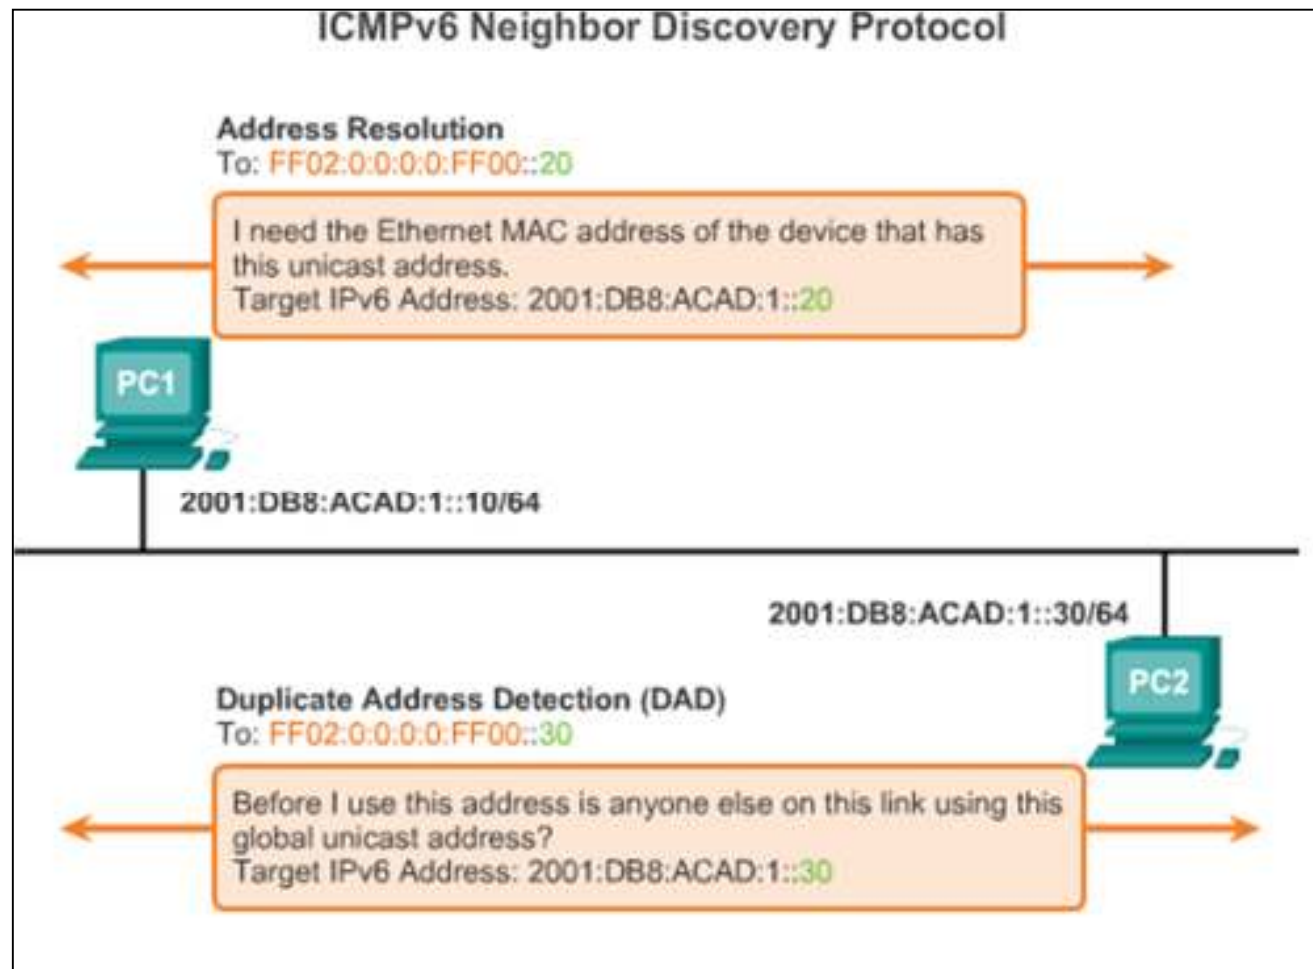 ICMPv6 Neighbor Discovery Protocol
Address Resolution
To: FF02:0:0:0:0:FF00::20
I need the Ethernet MAC address of the device that has
this unicast address.
Target IPv6 Address: 2001:DB8:ACAD:1::20
PC1
2001:DB8:ACAD:1::10/64
2001:DB8:ACAD:1::30/64
PC2
Duplicate Address Detection (DAD)
To: FF02:0:0:0:0:FF00::30
Before I use this address is anyone else on this link using this
global unicast address?
Target IPv6 Address: 2001:DB8:ACAD:1::30